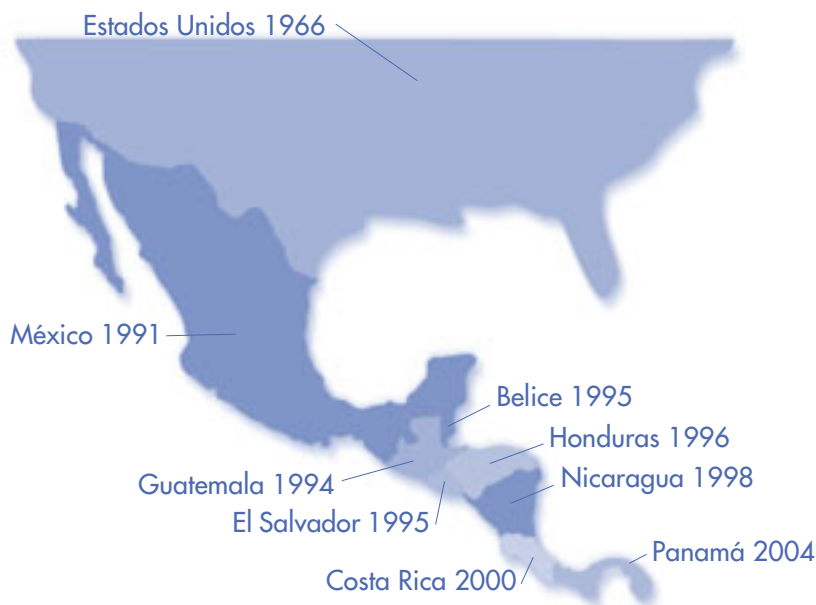 Estados Unidos 1966
México 1991
Belice 1995
Honduras 1996
Guatemala 1994
Nicaragua 1998
El Salvador 1995
Panamá 2004
Costa Rica 2000